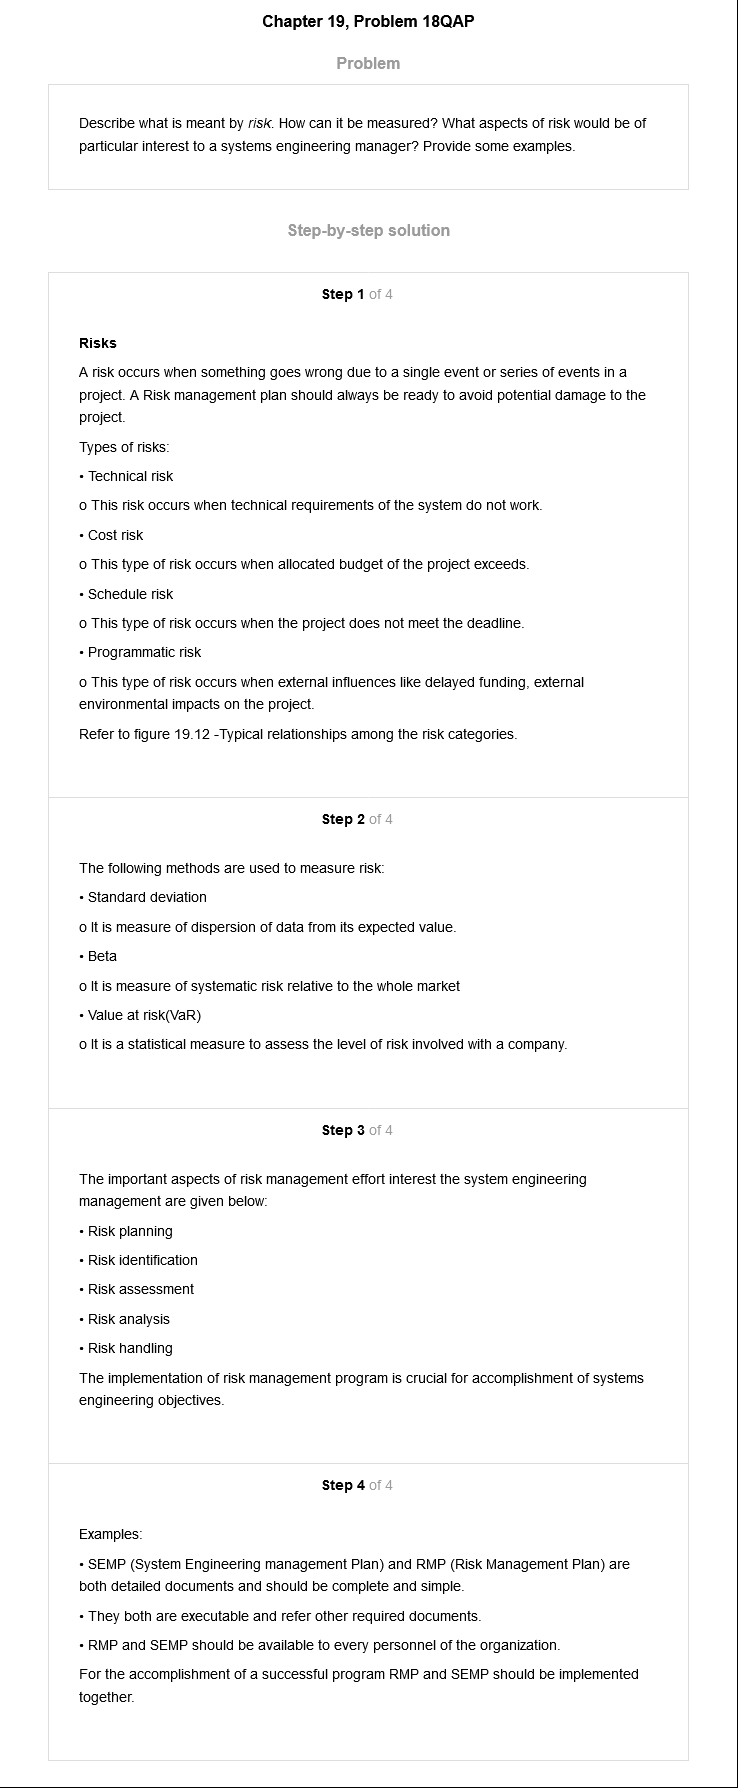 Chapter 19, Problem 18QAP
Problem
Describe what is meant by risk. How can it be measured? What aspects of risk would be of
particular interest to a systems engineering manager? Provide some examples.
Step-by-step solution
Step 1 of 4
Risks
A risk occurs when something goes wrong due to a single event or series of events in a
project. A Risk management plan should always be ready to avoid potential damage to the
project.
Types of risks:
• Technical risk
o This risk occurs when technical requirements of the system do not work.
• Cost risk
o This type of risk occurs when allocated budget of the project exceeds.
• Schedule risk
o This type of risk occurs when the project does not meet the deadline.
• Programmatic risk
o This type of risk occurs when external influences like delayed funding, external
environmental impacts on the project.
Refer to figure 19.12 -Typical relationships among the risk categories.
Step 2 of 4
The following methods are used to measure risk:
• Standard deviation
o It is measure of dispersion of data from its expected value.
• Beta
o It is measure of systematic risk relative to the whole market
• Value at risk(VaR)
o It is a statistical measure to assess the level of risk involved with a company.
Step 3 of 4
The important aspects of risk management effort interest the system engineering
management are given below:
• Risk planning
• Risk identification
• Risk assessment
• Risk analysis
• Risk handling
The implementation of risk management program is crucial for accomplishment of systems
engineering objectives.
Step 4 of 4
Examples:
• SEMP (System Engineering management Plan) and RMP (Risk Management Plan) are
both detailed documents and should be complete and simple.
• They both are executable and refer other required documents.
• RMP and SEMP should be available to every personnel of the organization.
For the accomplishment of a successful program RMP and SEMP should be implemented
together.